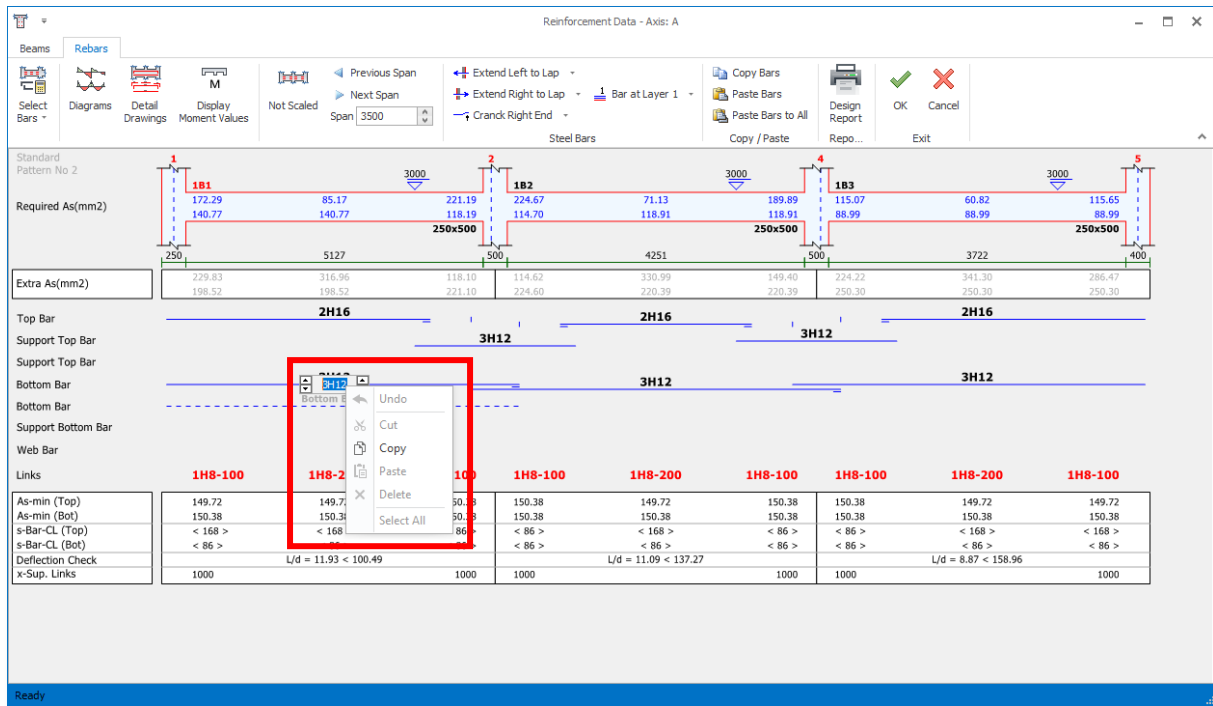 Reinforcement Data - Axis: A
Beams Rebars
Select Bars Diagrams Detail Drawings Display Moment Values Not Scaled
M
Previous Span
Next Span
Span 3500
Extend Left to Lap
Extend Right to Lap 1 Bar at Layer 1
Cranck Right End
Steel Bars
Copy Bars
Paste Bars
Paste Bars to All
Copy / Paste
Design Report
Repo...
OK Cancel
Exit
Standard
Pattern No 2
1 2 4 5
3000 3000 3000
1B1 1B2 1B3
Required As(mm2)
172.29 85.17 221.19 224.67 71.13 189.89 115.07 60.82 115.65
140.77 140.77 118.19 114.70 118.91 118.91 88.99 88.99 88.99
250x500 250x500 250x500
250 5127 500 4251 500 3722 400
Extra As(mm2)
229.83 316.96 118.10 114.62 330.99 149.40 224.22 341.30 286.47
198.52 198.52 221.10 224.60 220.39 220.39 250.30 250.30 250.30
Top Bar 2H16 2H16 2H16
Support Top Bar 3H12 3H12
Support Top Bar
Bottom Bar 3H12 3H12 3H12
Bottom Bar
Support Bottom Bar
Web Bar
Undo
Cut
Copy
Paste
Delete
Select All
Links 1H8-100 1H8-2 100 1H8-100 1H8-200 1H8-100 1H8-100 1H8-200 1H8-100
As-min (Top) 149.72 149.7 150.38 149.72 150.38 150.38 149.72 149.72
As-min (Bot) 150.38 150.3 150.38 150.38 150.38 150.38 150.38 150.38
s-Bar-CL (Top) < 168 > < 168 86 > < 86 > < 168 > < 86 > < 86 > < 168 > < 168 >
s-Bar-CL (Bot) < 86 > < 86 > < 86 > < 86 > < 86 > < 86 > < 86 >
Deflection Check L/d = 11.93 < 100.49 L/d = 11.09 < 137.27 L/d = 8.87 < 158.96
x-Sup. Links 1000 1000 1000 1000 1000 1000
Ready